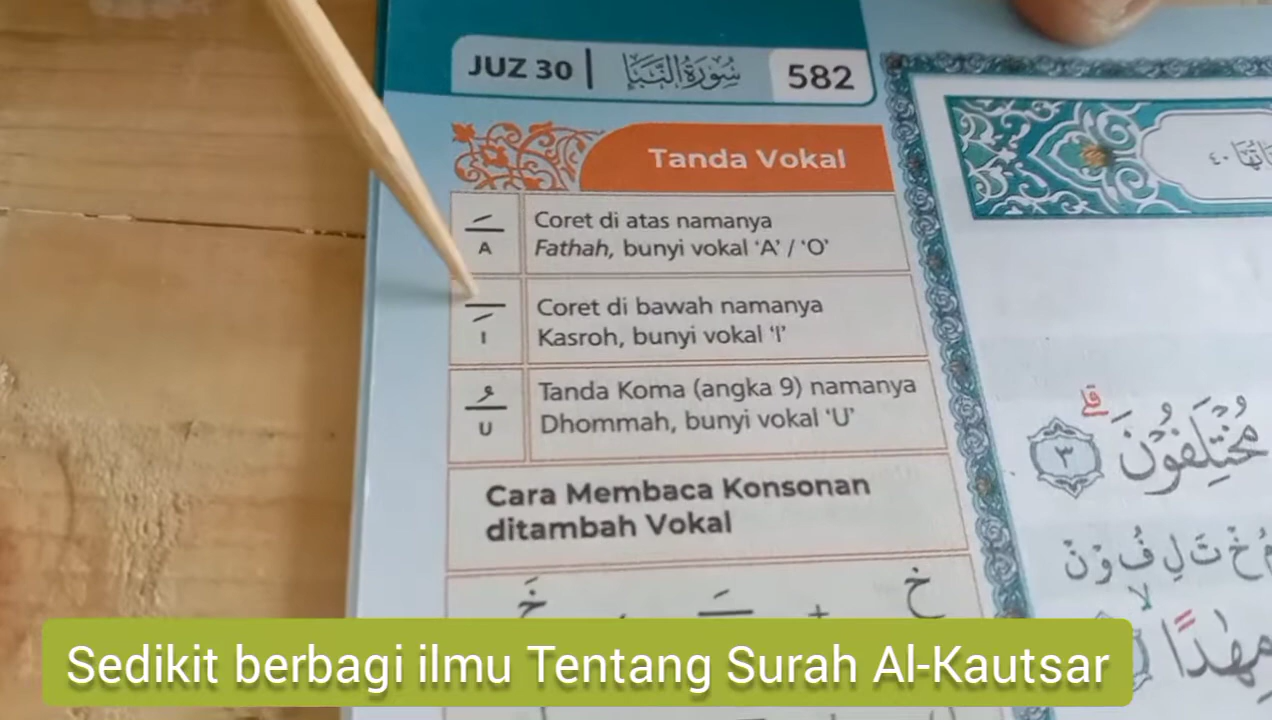 JUZ 30 | سُورَةُ النَّبَإِ 582
Tanda Vokal
A
Coret di atas namanya
Fathah, bunyi vokal ‘A’ / ‘O’
I
Coret di bawah namanya
Kasroh, bunyi vokal ‘I’
U
Tanda Koma (angka 9) namanya
Dhommah, bunyi vokal ‘U’
Cara Membaca Konsonan
ditambah Vokal
خَ + خ
مُخْتَلِفُوْنَ ٣
خْ تَ لِ فُ وْ نَ
مِهٰدًا
Sedikit berbagi ilmu Tentang Surah Al-Kautsar